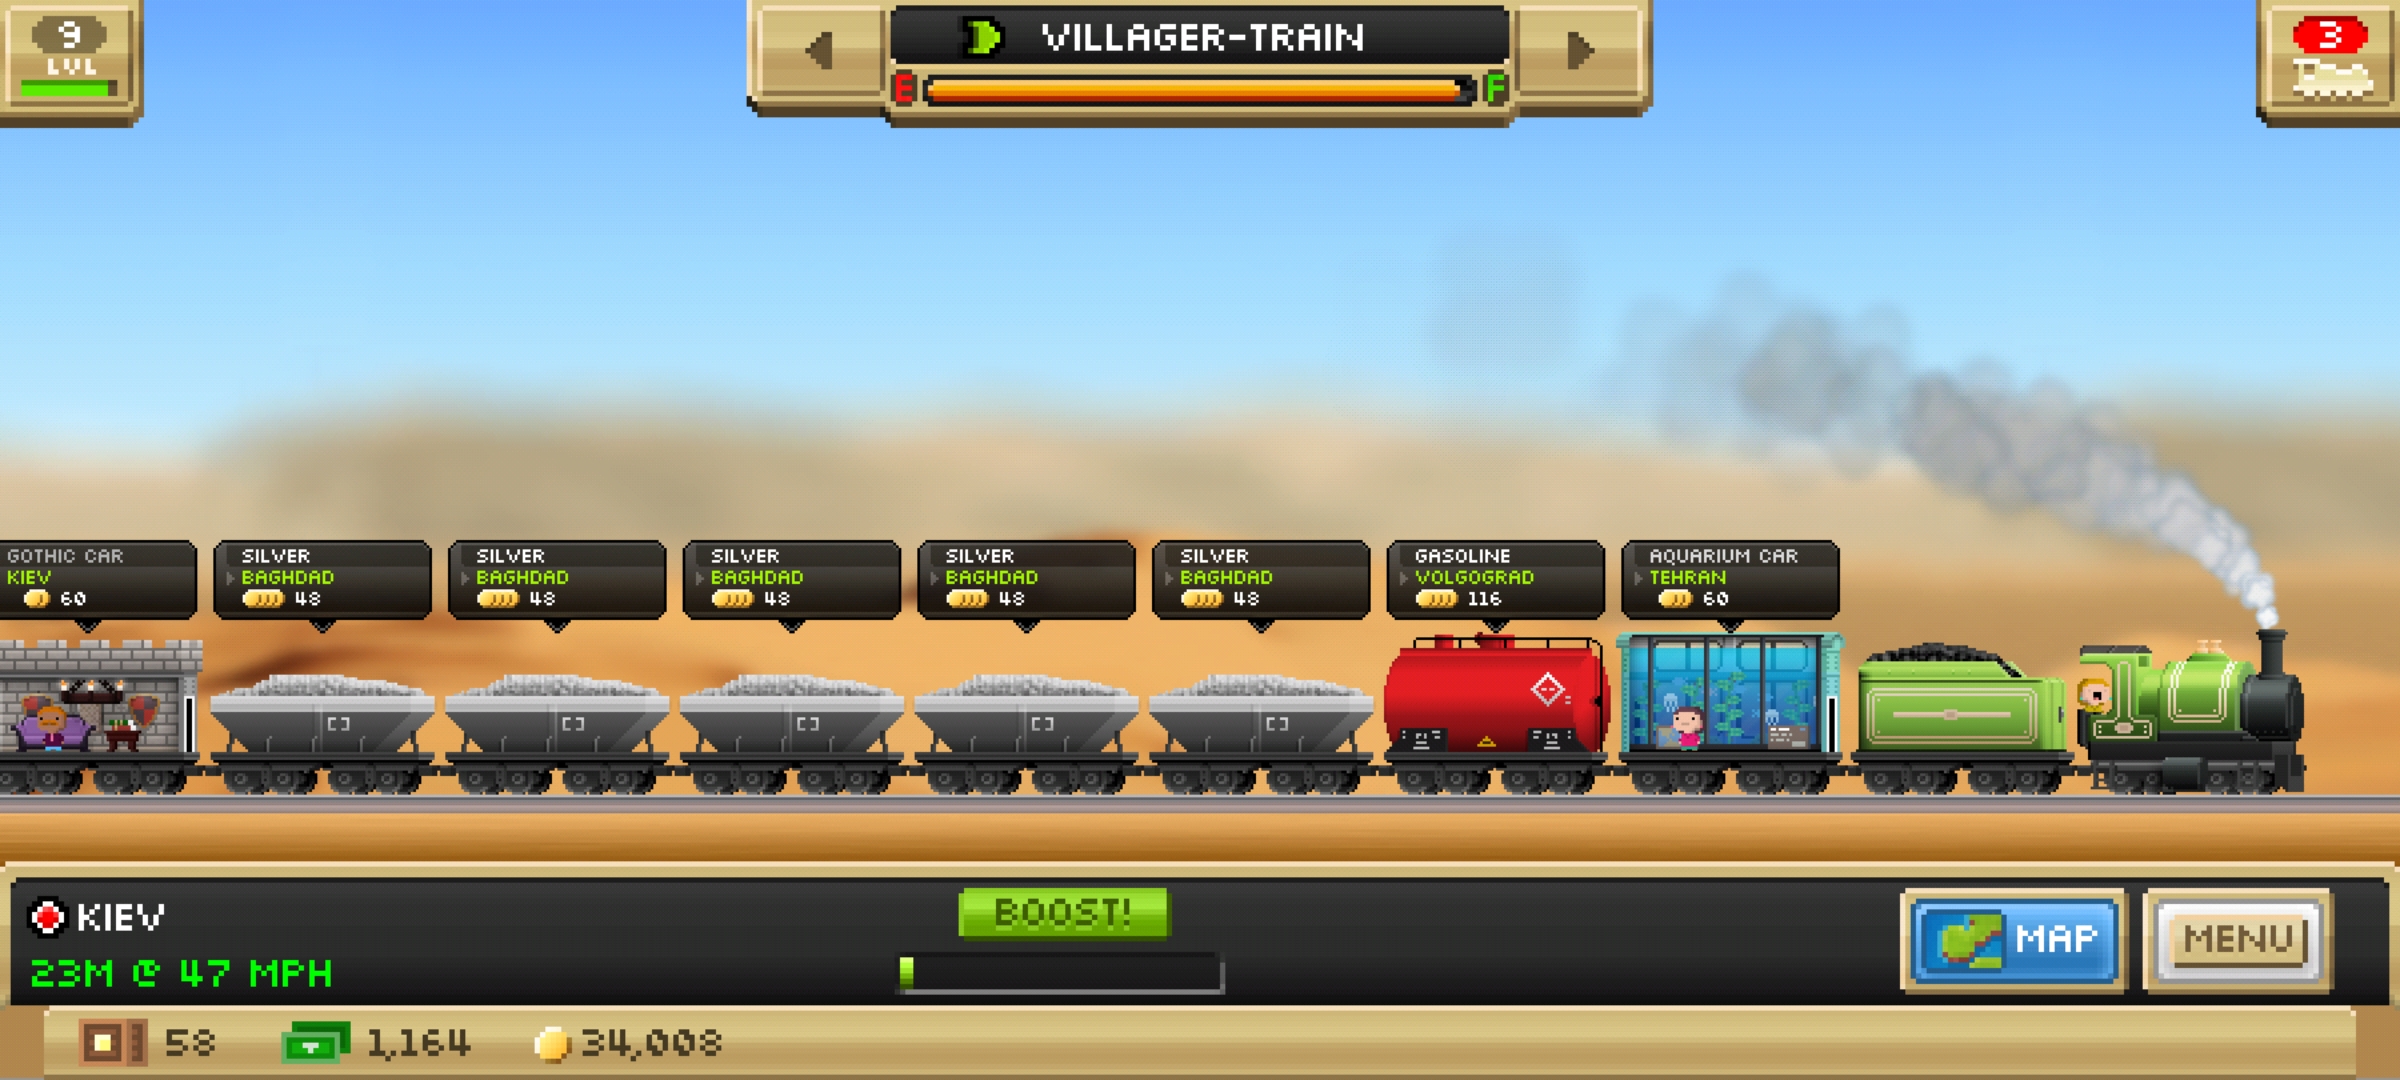 9
LVL
VILLAGER-TRAIN
E
F
3
GOTHIC CAR
KIEV
60
SILVER
BAGHDAD
48
SILVER
BAGHDAD
48
SILVER
BAGHDAD
48
SILVER
BAGHDAD
48
SILVER
BAGHDAD
48
GASOLINE
VOLGOGRAD
116
AQUARIUM CAR
TEHRAN
60
KIEV
23M @ 47 MPH
BOOST!
MAP
MENU
58
1,164
34,008